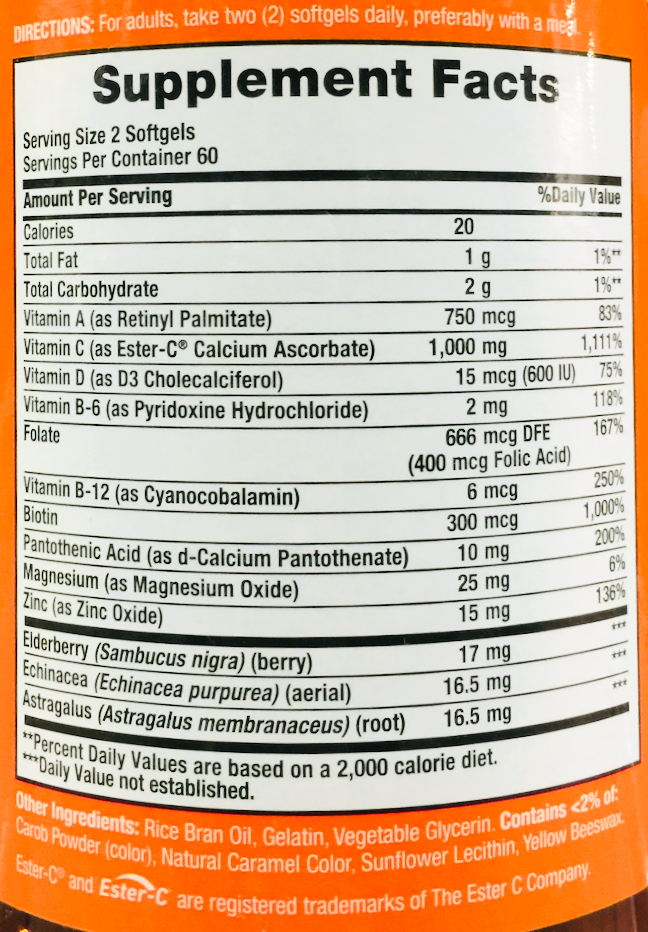 DIRECTIONS: For adults, take two (2) softgels daily, preferably with a meal.
Supplement Facts
Serving Size 2 Softgels
Servings Per Container 60
Amount Per Serving %Daily Value
Calories 20
Total Fat 1 g 1%**
Total Carbohydrate 2 g 1%**
Vitamin A (as Retinyl Palmitate) 750 mcg 83%
Vitamin C (as Ester-C® Calcium Ascorbate) 1,000 mg 1,111%
Vitamin D (as D3 Cholecalciferol) 15 mcg (600 IU) 75%
Vitamin B-6 (as Pyridoxine Hydrochloride) 2 mg 118%
Folate 666 mcg DFE 167%
(400 mcg Folic Acid)
Vitamin B-12 (as Cyanocobalamin) 6 mcg 250%
Biotin 300 mcg 1,000%
Pantothenic Acid (as d-Calcium Pantothenate) 10 mg 200%
Magnesium (as Magnesium Oxide) 25 mg 6%
Zinc (as Zinc Oxide) 15 mg 136%
Elderberry (Sambucus nigra) (berry) 17 mg ***
Echinacea (Echinacea purpurea) (aerial) 16.5 mg ***
Astragalus (Astragalus membranaceus) (root) 16.5 mg ***
**Percent Daily Values are based on a 2,000 calorie diet.
***Daily Value not established.
Other Ingredients: Rice Bran Oil, Gelatin, Vegetable Glycerin. Contains <2% of:
Carob Powder (color), Natural Caramel Color, Sunflower Lecithin, Yellow Beeswax.
Ester-C® and Ester-C are registered trademarks of The Ester C Company.